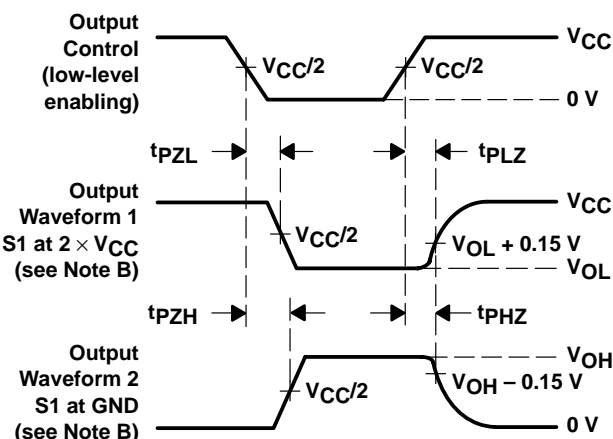 Output
Control
(low-level
enabling)
VCC/2
VCC/2
VCC
0 V
tPZL
tPLZ
Output
Waveform 1
S1 at 2 × VCC
(see Note B)
VCC/2
VCC
VOL + 0.15 V
VOL
tPZH
tPHZ
Output
Waveform 2
S1 at GND
(see Note B)
VCC/2
VOH
VOH − 0.15 V
0 V